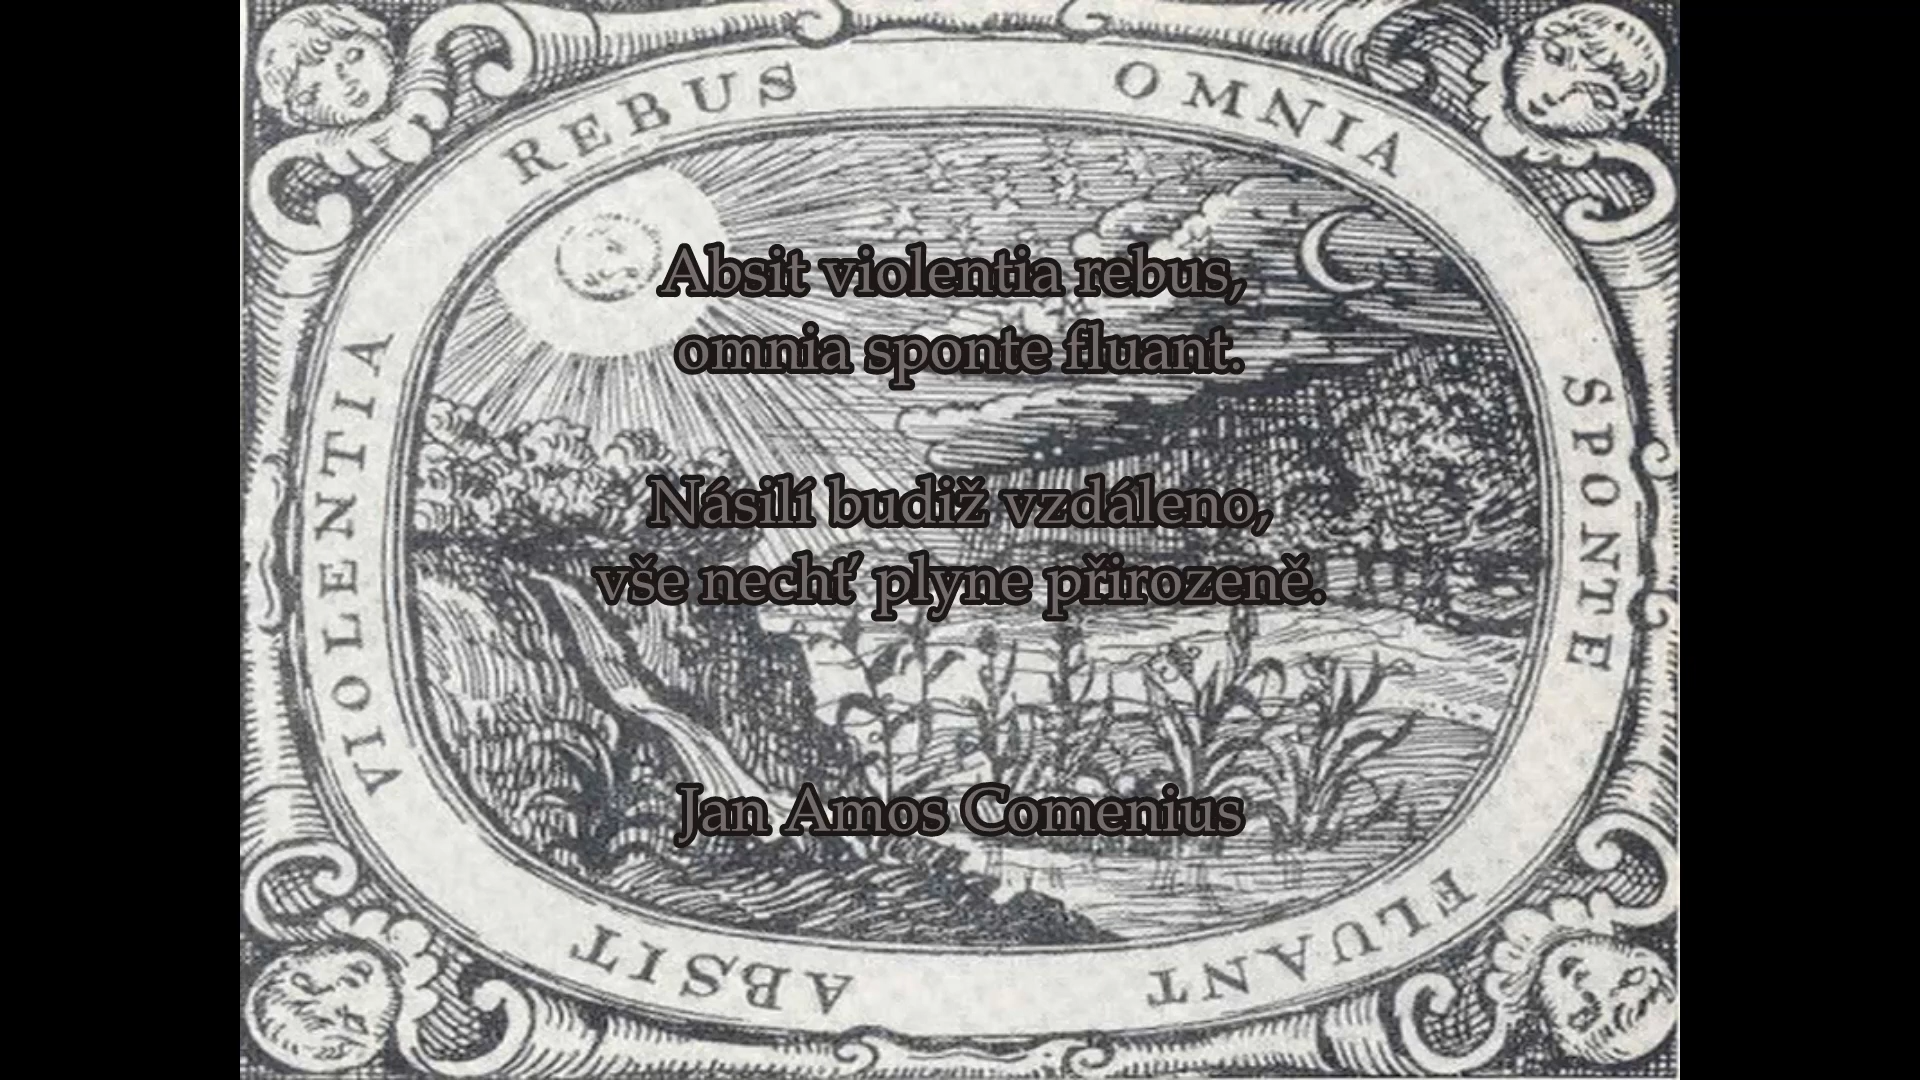 ABSIT VIOLENTIA REBUS OMNIA SPONTE FLUANT
Absit violentia rebus,
omnia sponte fluant.
Násilí budiž vzdáleno,
vše nechť plyne přirozeně.
Jan Amos Comenius